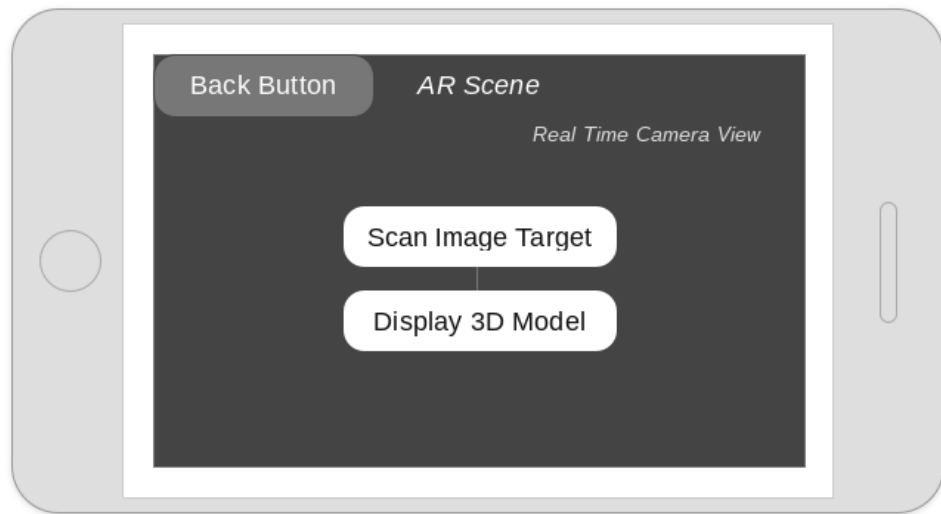 Back Button
AR Scene
Real Time Camera View
Scan Image Target
Display 3D Model